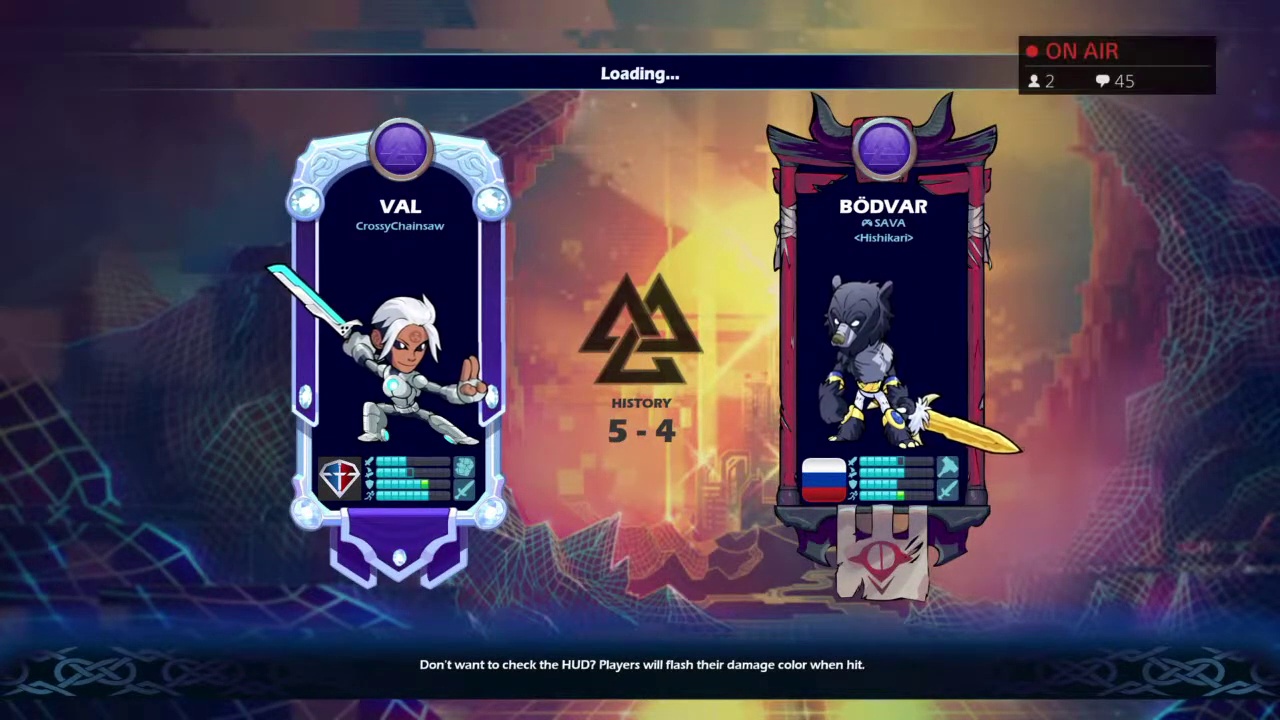 Loading...
ON AIR
2 45
VAL
CrossyChainsaw
BÖDVAR
SAVA
<Hishikari>
HISTORY
5 - 4
Don't want to check the HUD? Players will flash their damage color when hit.